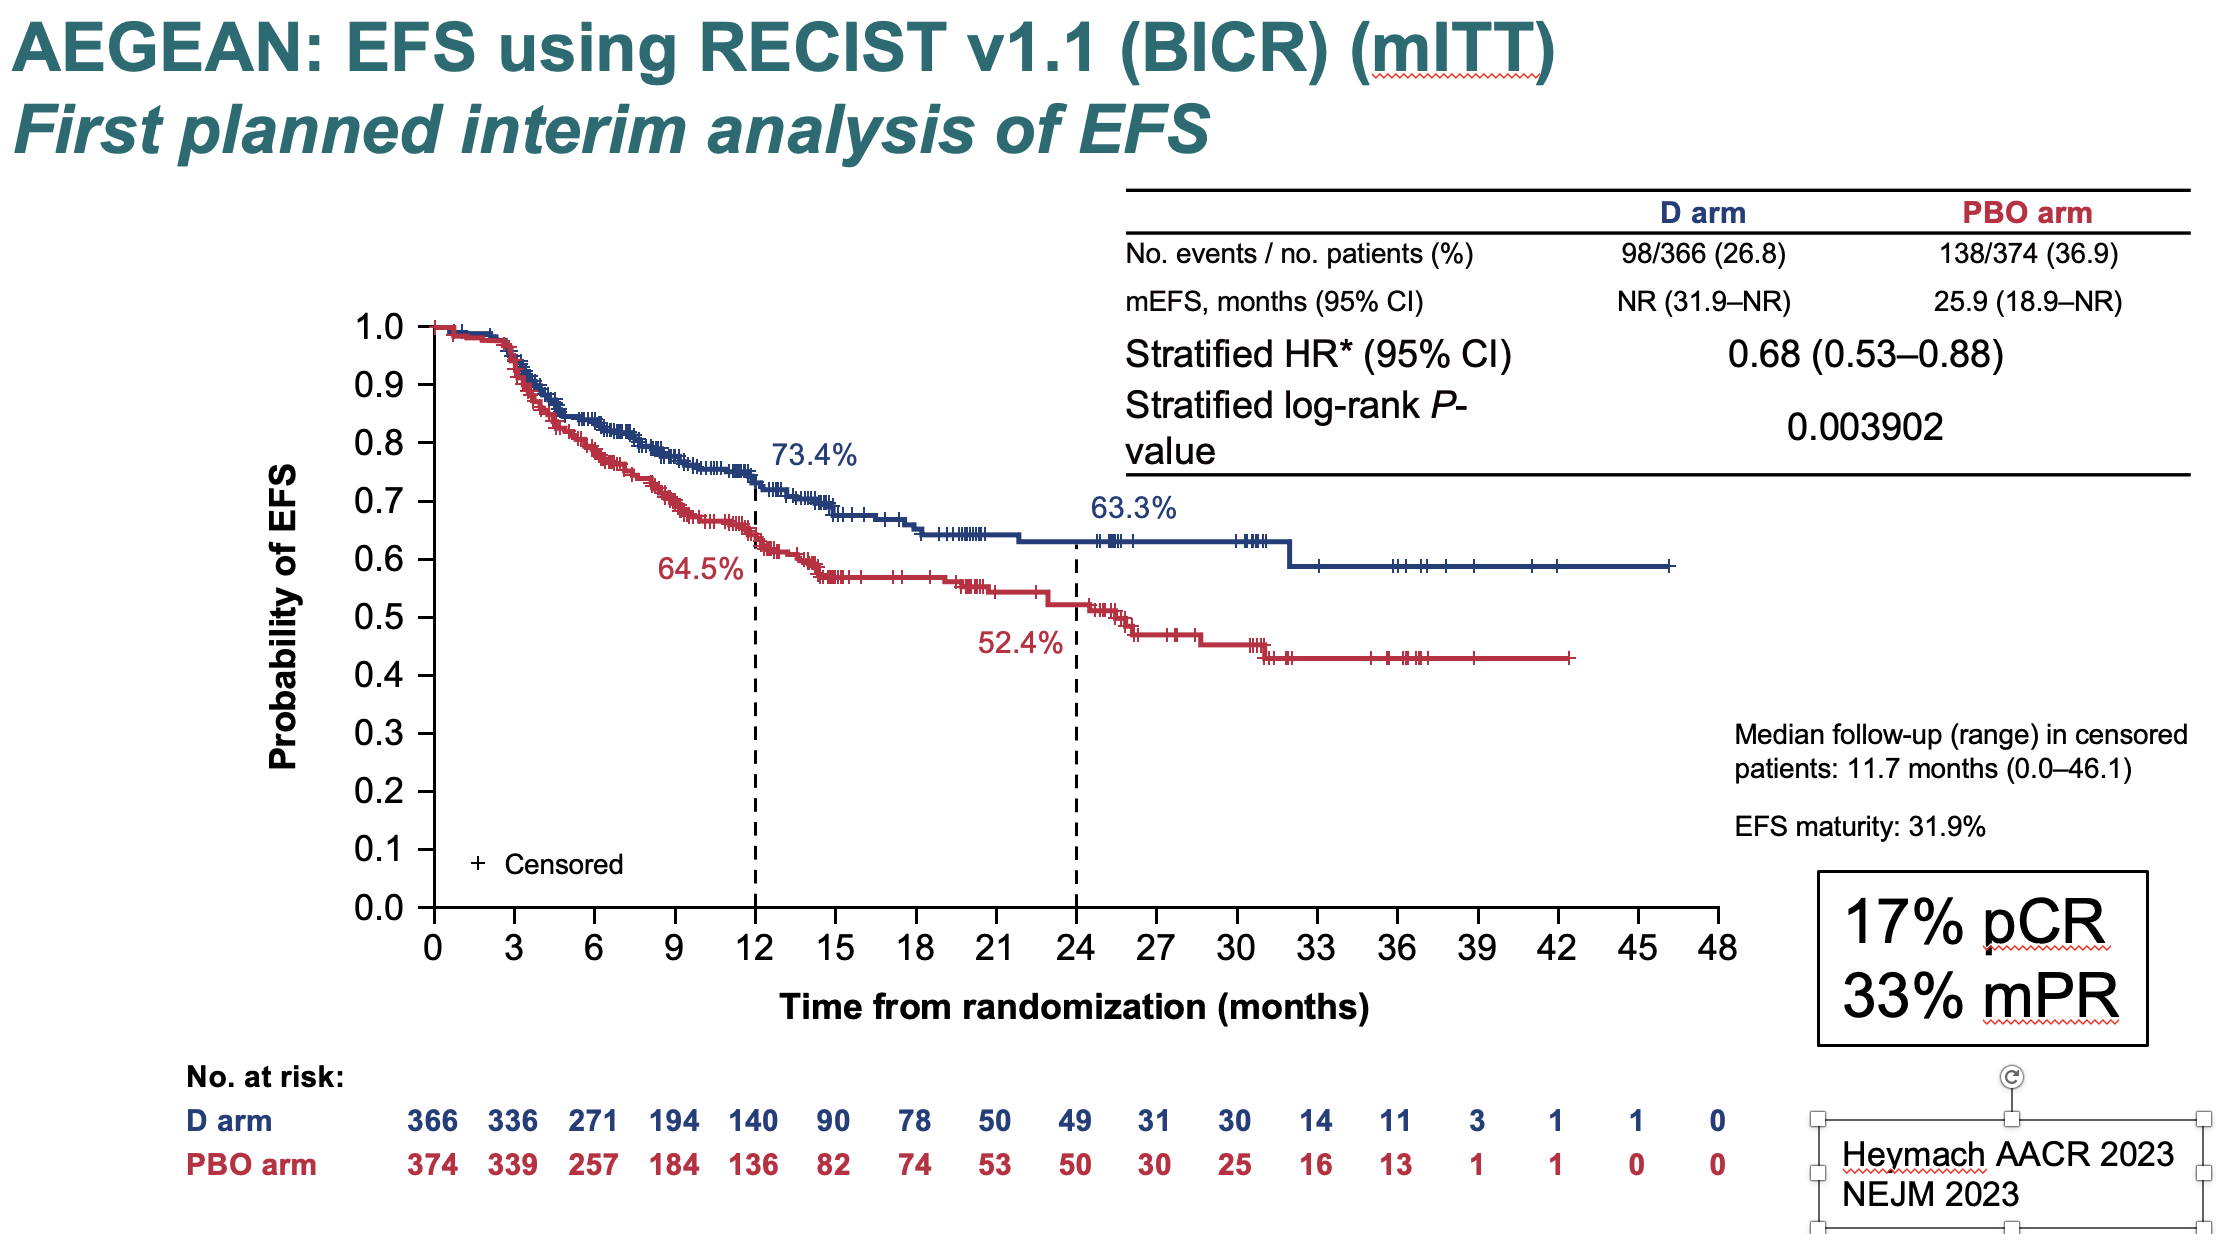 AEGEAN: EFS using RECIST v1.1 (BICR) (mITT)
First planned interim analysis of EFS
D arm PBO arm
No. events / no. patients (%) 98/366 (26.8) 138/374 (36.9)
mEFS, months (95% CI) NR (31.9–NR) 25.9 (18.9–NR)
Stratified HR* (95% CI) 0.68 (0.53–0.88)
Stratified log-rank P-
value 0.003902
Probability of EFS
1.0
0.9
0.8
0.7
0.6
0.5
0.4
0.3
0.2
0.1
0.0
73.4%
63.3%
64.5%
52.4%
+ Censored
0 3 6 9 12 15 18 21 24 27 30 33 36 39 42 45 48
Time from randomization (months)
Median follow-up (range) in censored
patients: 11.7 months (0.0–46.1)
EFS maturity: 31.9%
17% pCR
33% mPR
No. at risk:
D arm 366 336 271 194 140 90 78 50 49 31 30 14 11 3 1 1 0
PBO arm 374 339 257 184 136 82 74 53 50 30 25 16 13 1 1 0 0
Heymach AACR 2023
NEJM 2023